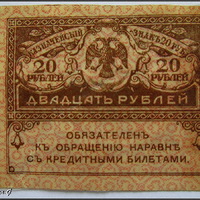 КАЗНАЧЕЙСКІЙ ЗНАКЪ
20 20
РУБЛЕЙ РУБЛЕЙ
ДВАДЦАТЬ РУБЛЕЙ
ОБЯЗАТЕЛЕНЪ
КЪ ОБРАЩЕНІЮ НАРАВНѢ
СЪ КРЕДИТНЫМИ БИЛЕТАМИ.